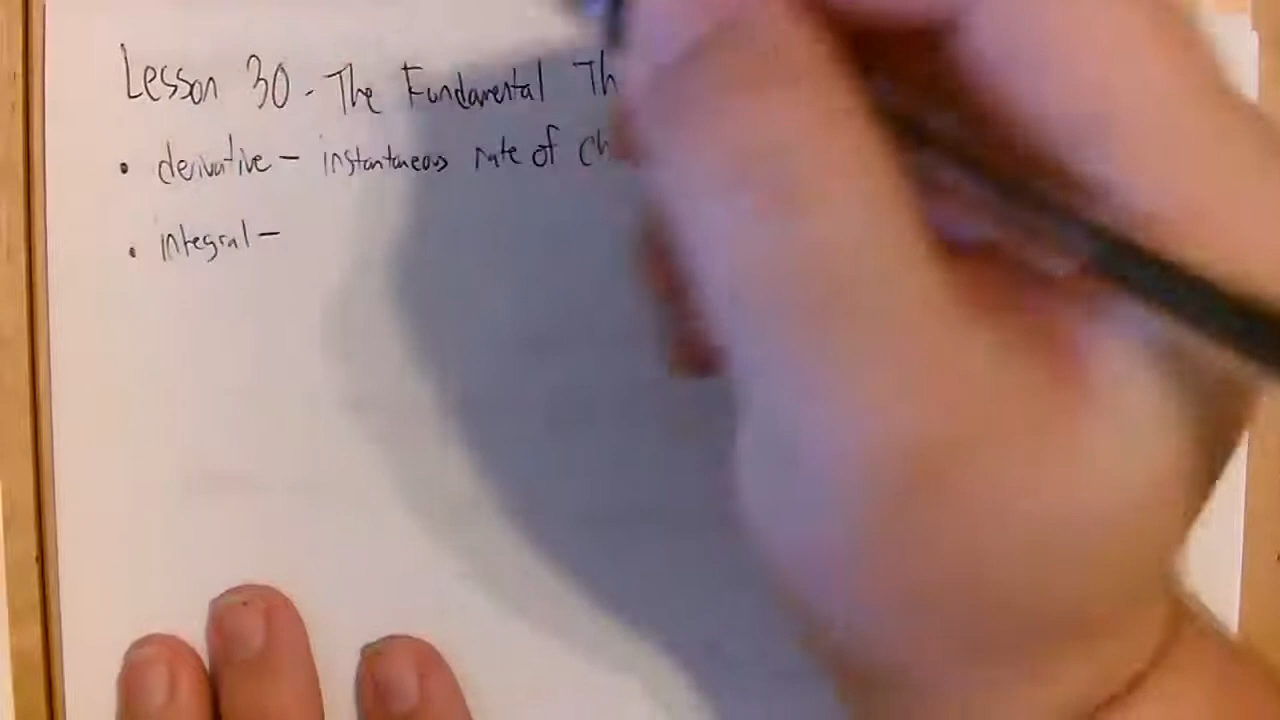 Lesson 30 - The Fundamental Th
• derivative - instantaneous rate of ch
• integral -